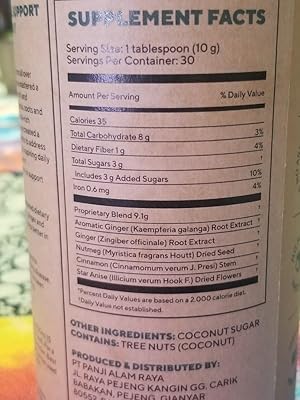 PPORT
SUPPLEMENT FACTS
Serving Size: 1 tablespoon (10 g)
Servings Per Container: 30
Amount Per Serving % Daily Value
Calories 35
Total Carbohydrate 8 g 3%
Dietary Fiber 1 g 4%
Total Sugars 3 g †
Includes 3 g Added Sugars 10%
Iron 0.6 mg 4%
Proprietary Blend 9.1g †
Aromatic Ginger (Kaempferia galanga) Root Extract †
Ginger (Zingiber officinale) Root Extract †
Nutmeg (Myristica fragrans Houtt) Dried Seed †
Cinnamon (Cinnamomum verum J. Presl) Stem †
Star Anise (Illicium verum Hook F.) Dried Flowers †
*Percent Daily Values are based on a 2,000 calorie diet.
†Daily Value not established.
OTHER INGREDIENTS: COCONUT SUGAR
CONTAINS: TREE NUTS (COCONUT)
PRODUCED & DISTRIBUTED BY:
PT PANJI ALAM RAYA
JL. RAYA PEJENG KANGIN GG. CARIK
BABAKAN, PEJENG, GIANYAR